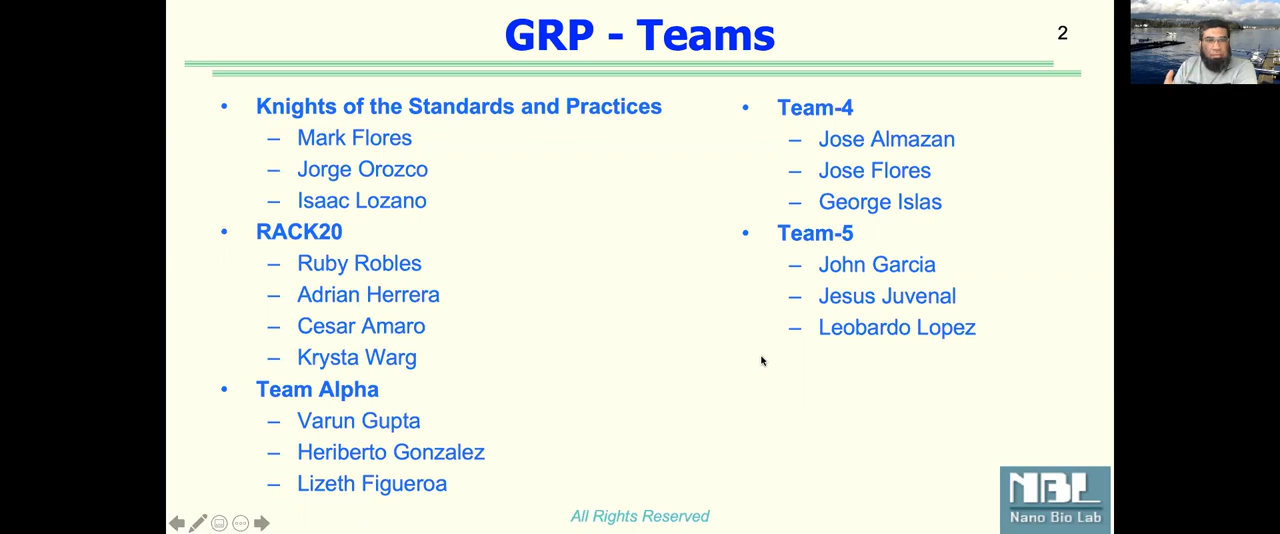 GRP - Teams
2
• Knights of the Standards and Practices
– Mark Flores
– Jorge Orozco
– Isaac Lozano
• RACK20
– Ruby Robles
– Adrian Herrera
– Cesar Amaro
– Krysta Warg
• Team Alpha
– Varun Gupta
– Heriberto Gonzalez
– Lizeth Figueroa
• Team-4
– Jose Almazan
– Jose Flores
– George Islas
• Team-5
– John Garcia
– Jesus Juvenal
– Leobardo Lopez
All Rights Reserved
NBL
Nano Bio Lab